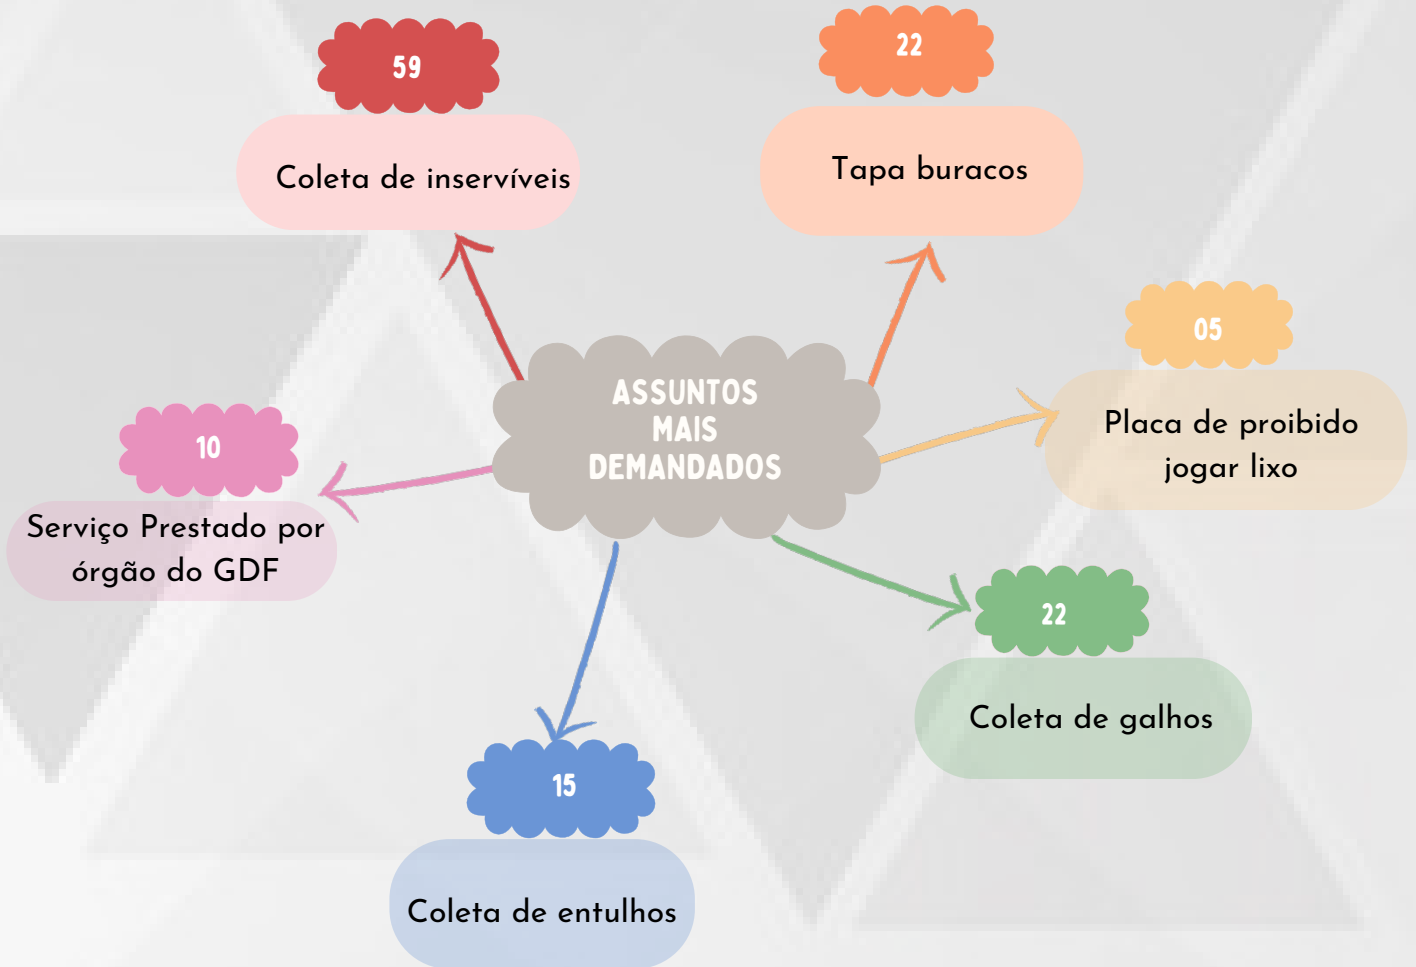 59
Coleta de inservíveis
22
Tapa buracos
05
Placa de proibido
jogar lixo
ASSUNTOS
MAIS
DEMANDADOS
10
Serviço Prestado por
órgão do GDF
22
Coleta de galhos
15
Coleta de entulhos